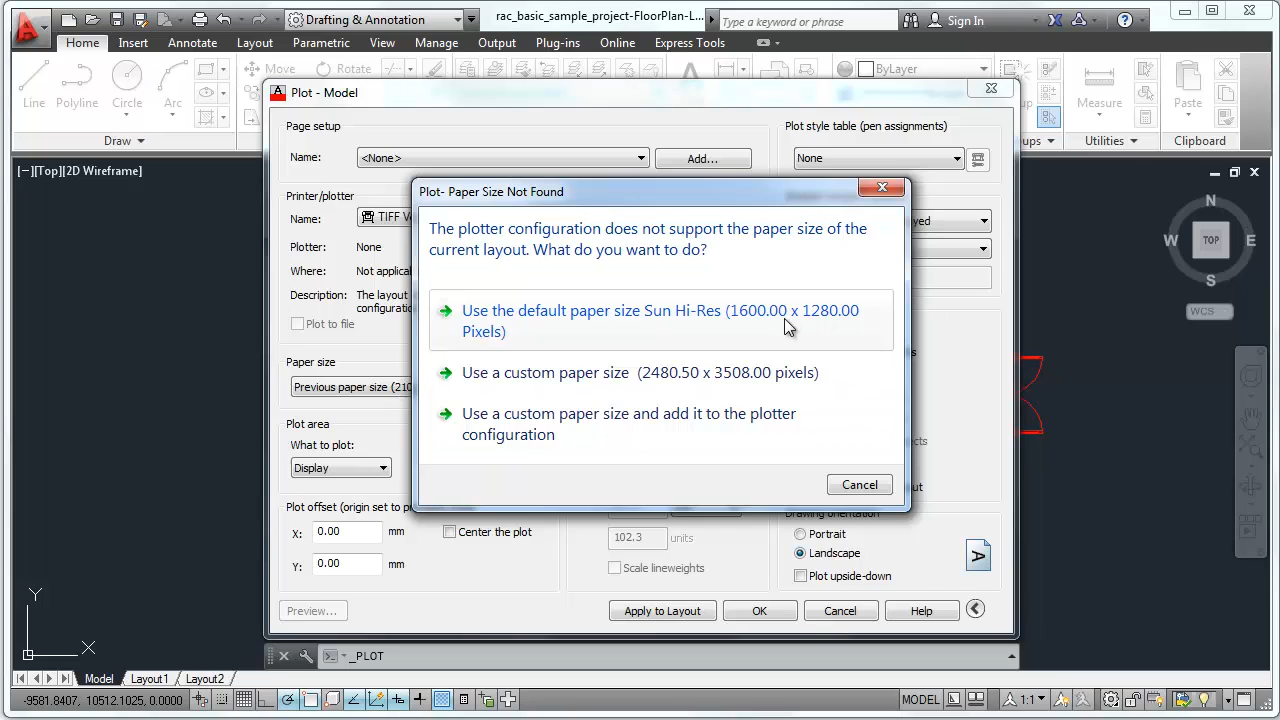 Drafting & Annotation
rac_basic_sample_project-FloorPlan-L...
Type a keyword or phrase
Sign In
Home Insert Annotate Layout Parametric View Manage Output Plug-ins Online Express Tools
Move Rotate ByLayer
Line Polyline Circle Arc Measure Paste
Draw Utilities Clipboard
[−][Top][2D Wireframe]
N
W TOP E
S
WCS
Plot - Model
Page setup
Name: <None> Add...
Plot style table (pen assignments)
None
Printer/plotter
Name: TIFF
Plotter: None
Where: Not applica
Description: The layout
configuration
Plot to file
Paper size
Previous paper size (210
Plot area
What to plot:
Display
Plot offset (origin set to
X: 0.00 mm Center the plot
Y: 0.00 mm
102.3 units
Scale lineweights
Drawing orientation
Portrait
Landscape
A
Plot upside-down
Preview... Apply to Layout OK Cancel Help
Plot- Paper Size Not Found
The plotter configuration does not support the paper size of the
current layout. What do you want to do?
Use the default paper size Sun Hi-Res (1600.00 x 1280.00
Pixels)
Use a custom paper size (2480.50 x 3508.00 pixels)
Use a custom paper size and add it to the plotter
configuration
Cancel
Y
X
_PLOT
Model Layout1 Layout2
-9581.8407, 10512.1025, 0.0000 MODEL 1:1